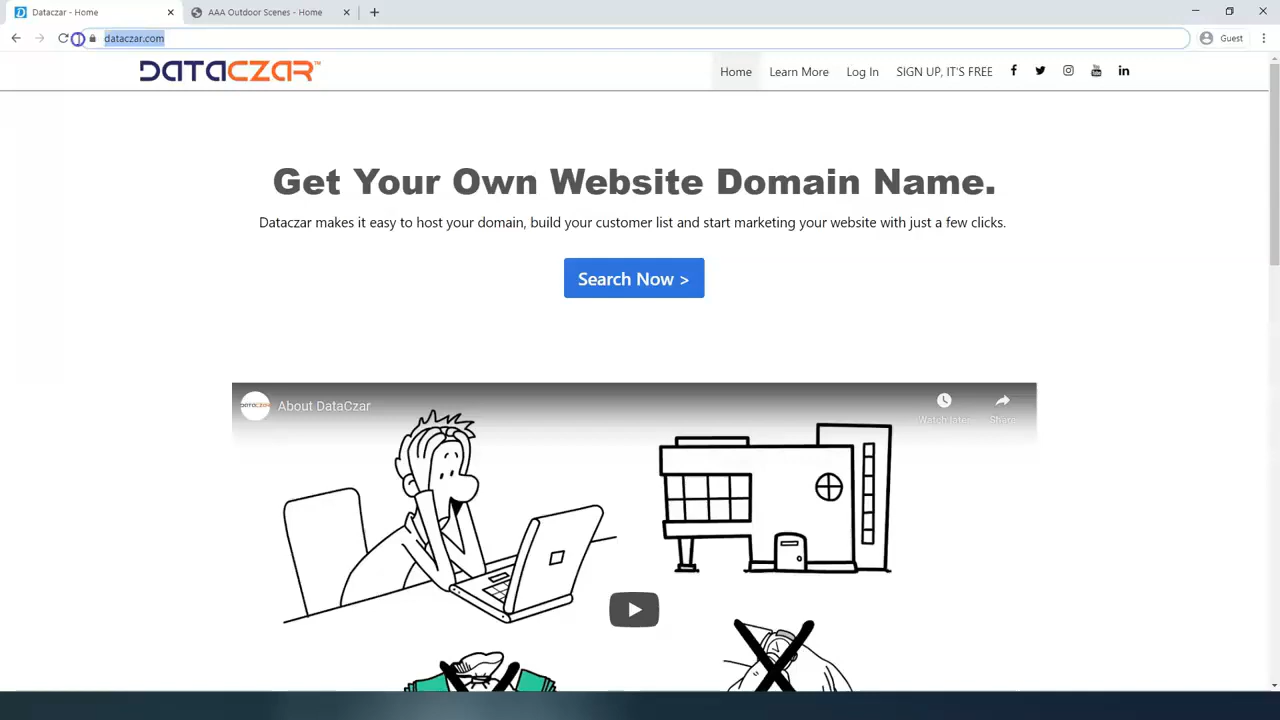 Dataczar - Home
AAA Outdoor Scenes - Home
dataczar.com
Guest
DATACZAR™
Home
Learn More
Log In
SIGN UP, IT'S FREE
Get Your Own Website Domain Name.
Dataczar makes it easy to host your domain, build your customer list and start marketing your website with just a few clicks.
Search Now >
DATACZAR
About DataCzar
Watch later
Share